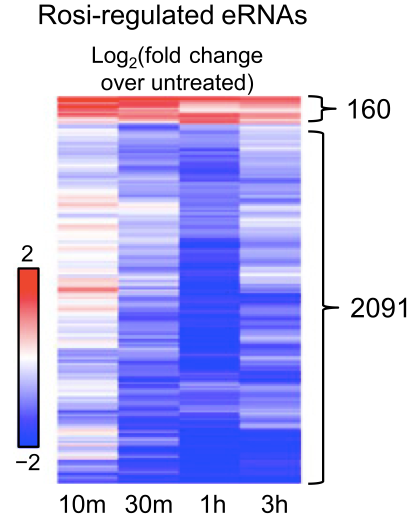 Rosi-regulated eRNAs
Log₂(fold change
over untreated)
160
2
2091
−2
10m 30m 1h 3h